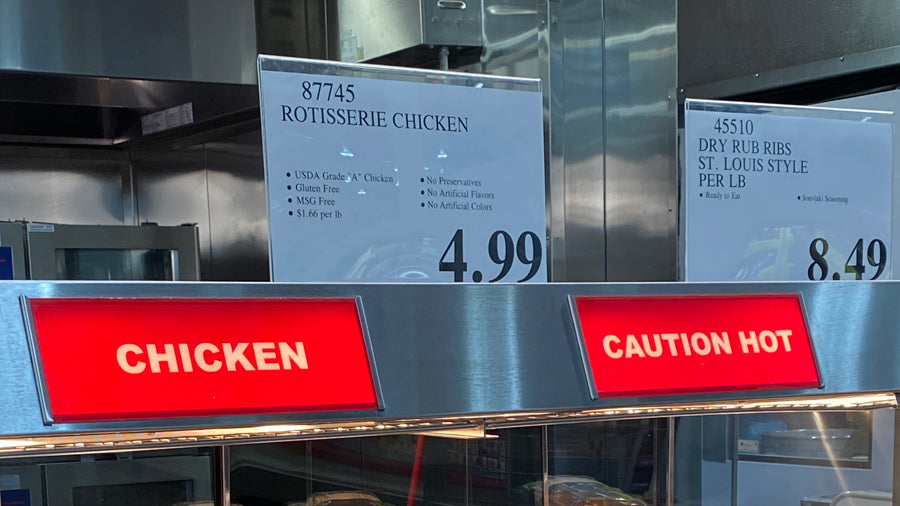 87745
ROTISSERIE CHICKEN
• USDA Grade "A" Chicken
• Gluten Free
• MSG Free
• $1.66 per lb
• No Preservatives
• No Artificial Flavors
• No Artificial Colors
4.99
45510
DRY RUB RIBS
ST. LOUIS STYLE
PER LB
• Ready to Eat
• Souvlaki Seasoning
8.49
CHICKEN
CAUTION HOT